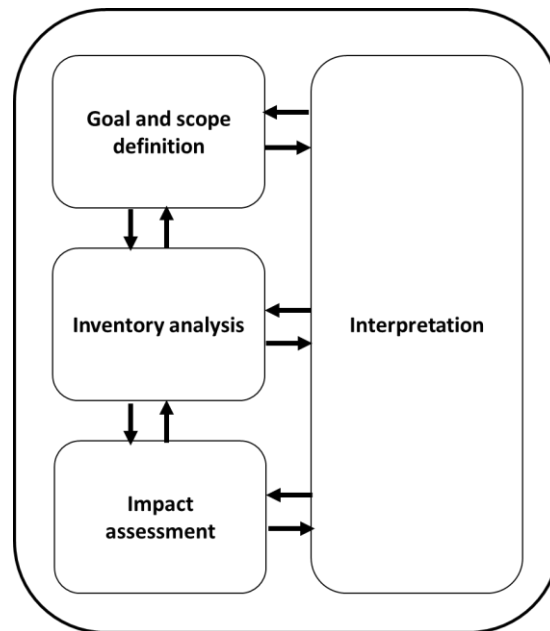 Goal and scope
definition
Inventory analysis
Interpretation
Impact
assessment